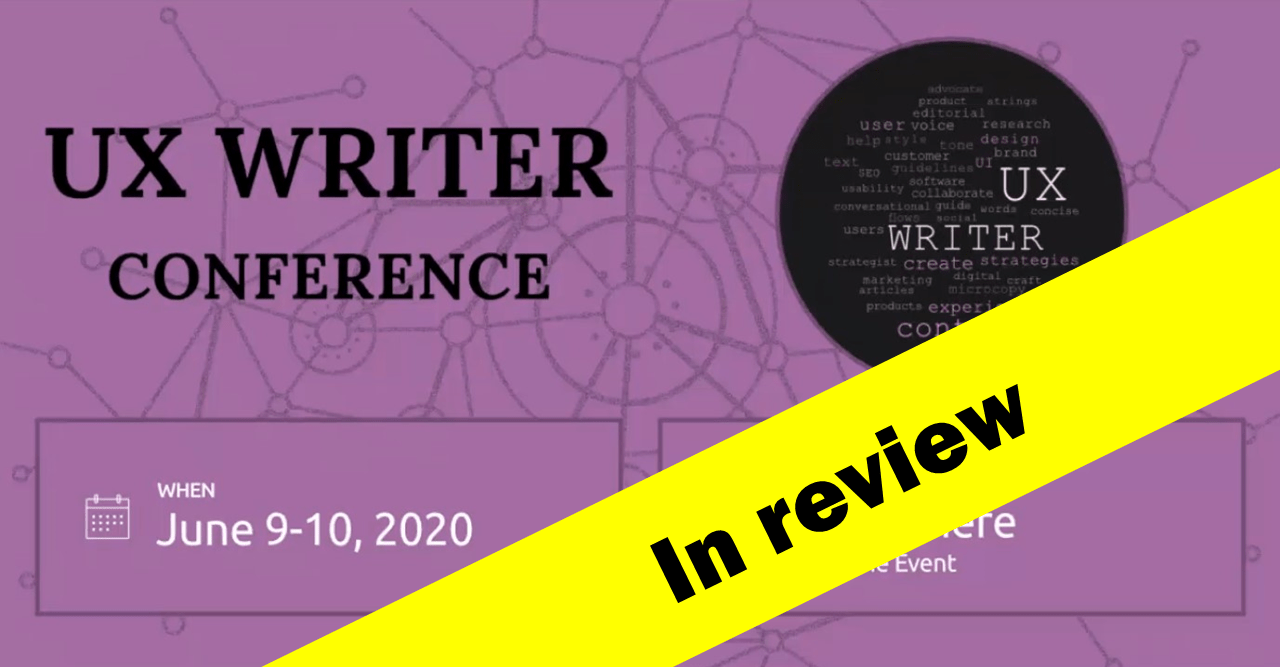 UX WRITER
CONFERENCE
advocate
product strings
editorial
user voice research
help style tone design
text customer UI brand
SEO guidelines
software
usability collaborate
UX
conversational guide words concise
flows social
users WRITER
strategist create strategies
marketing digital craft
articles microcopy
products
WHEN
June 9-10, 2020
In review
Event